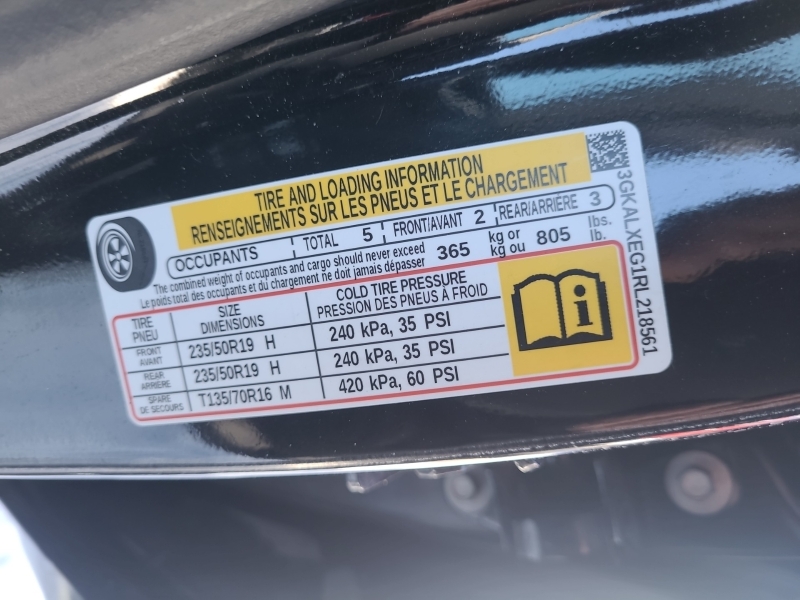 TIRE AND LOADING INFORMATION
RENSEIGNEMENTS SUR LES PNEUS ET LE CHARGEMENT
OCCUPANTS TOTAL 5 FRONT/AVANT 2 REAR/ARRIÈRE 3
The combined weight of occupants and cargo should never exceed 365 kg or 805 lbs.
Le poids total des occupants et du chargement ne doit jamais dépasser kg ou lb.
TIRE SIZE COLD TIRE PRESSURE
PNEU DIMENSIONS PRESSION DES PNEUS À FROID
FRONT
AVANT 235/50R19 H 240 kPa, 35 PSI
REAR
ARRIÈRE 235/50R19 H 240 kPa, 35 PSI
SPARE
DE SECOURS T135/70R16 M 420 kPa, 60 PSI
3GKALXEG1RL218561